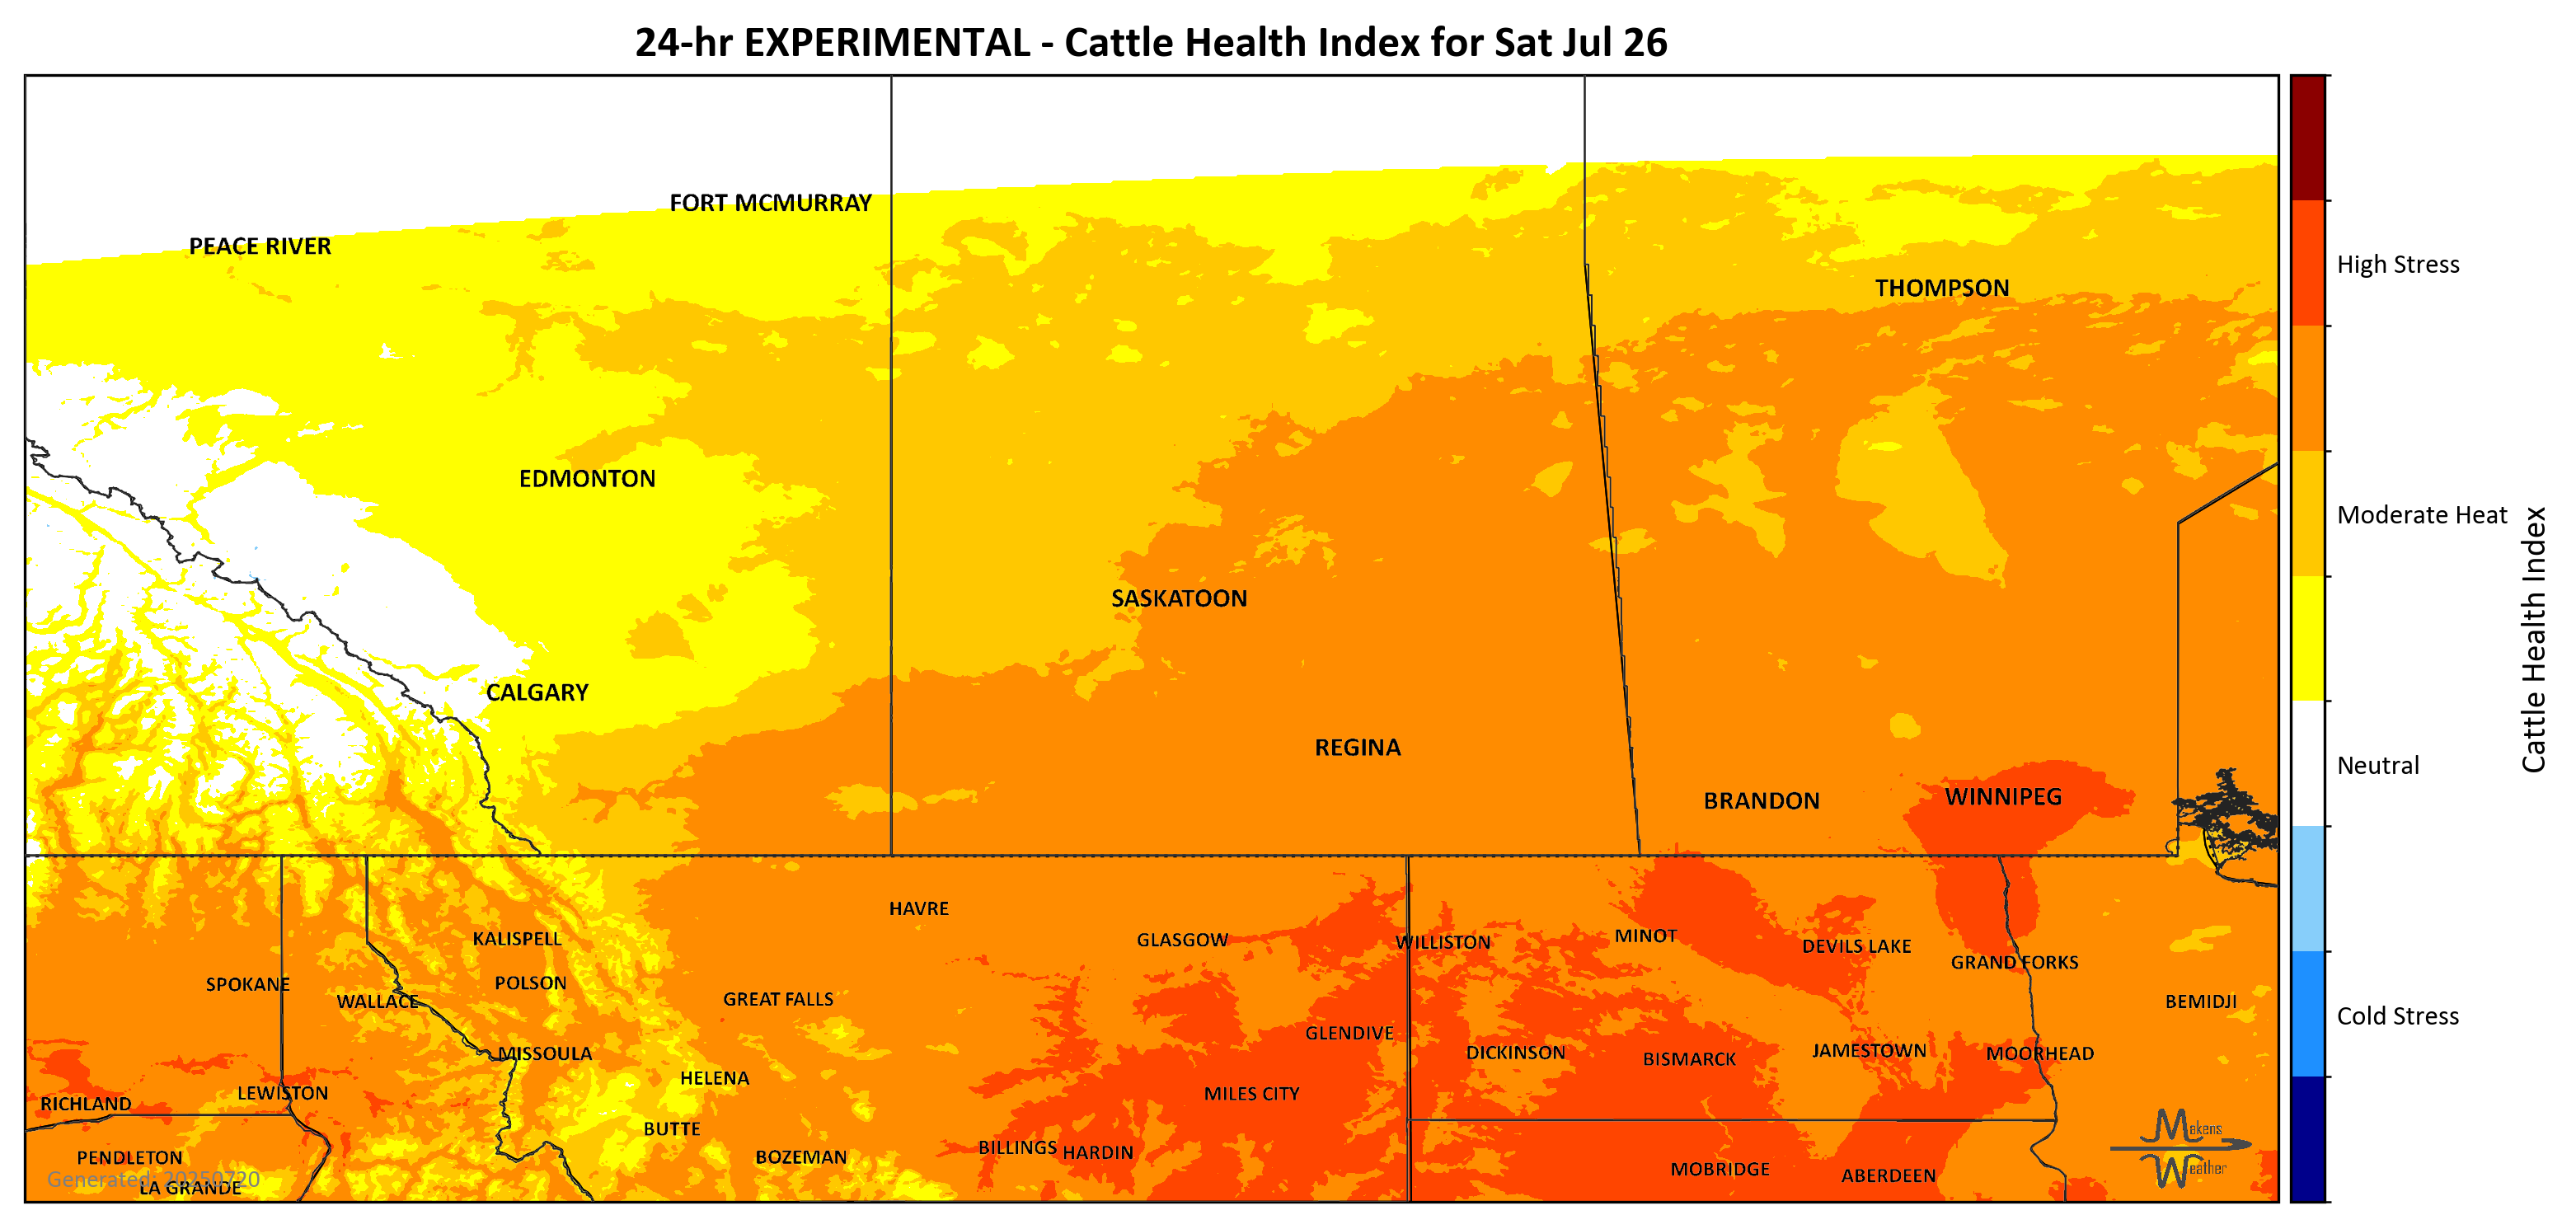 24-hr EXPERIMENTAL - Cattle Health Index for Sat Jul 26
FORT MCMURRAY
PEACE RIVER
High Stress
THOMPSON
EDMONTON
Moderate Heat
SASKATOON
Cattle Health Index
CALGARY
REGINA
Neutral
BRANDON
WINNIPEG
HAVRE
KALISPELL
GLASGOW
WILLISTON
MINOT
DEVILS LAKE
GRAND FORKS
SPOKANE
POLSON
WALLACE
GREAT FALLS
BEMIDJI
Cold Stress
GLENDIVE
MISSOULA
DICKINSON
BISMARCK
JAMESTOWN
MOORHEAD
HELENA
LEWISTON
MILES CITY
RICHLAND
BUTTE
BILLINGS
HARDIN
Makens
Weather
PENDLETON
BOZEMAN
MOBRIDGE
ABERDEEN
Generated: 20250720
LA GRANDE